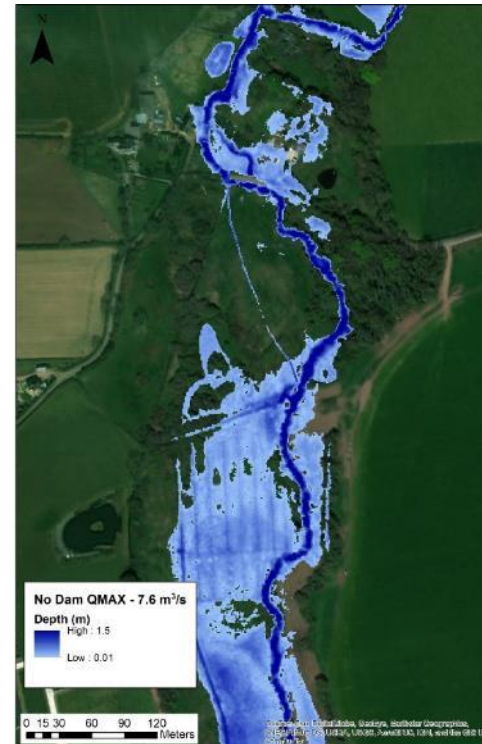 N
No Dam QMAX - 7.6 m³/s
Depth (m)
High : 1.5
Low : 0.01
0 15 30 60 90 120
Meters